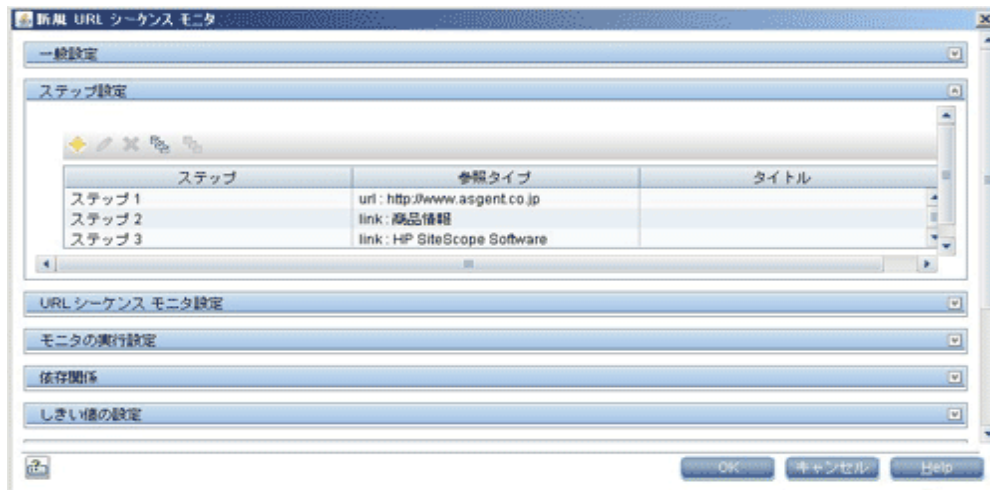 新規 URL シーケンス モニタ
一般設定
ステップ設定
ステップ 参照タイプ タイトル
ステップ 1 url : http://www.asgent.co.jp
ステップ 2 link : 商品情報
ステップ 3 link : HP SiteScope Software
URL シーケンス モニタ設定
モニタの実行設定
依存関係
しきい値の設定
OK キャンセル Help